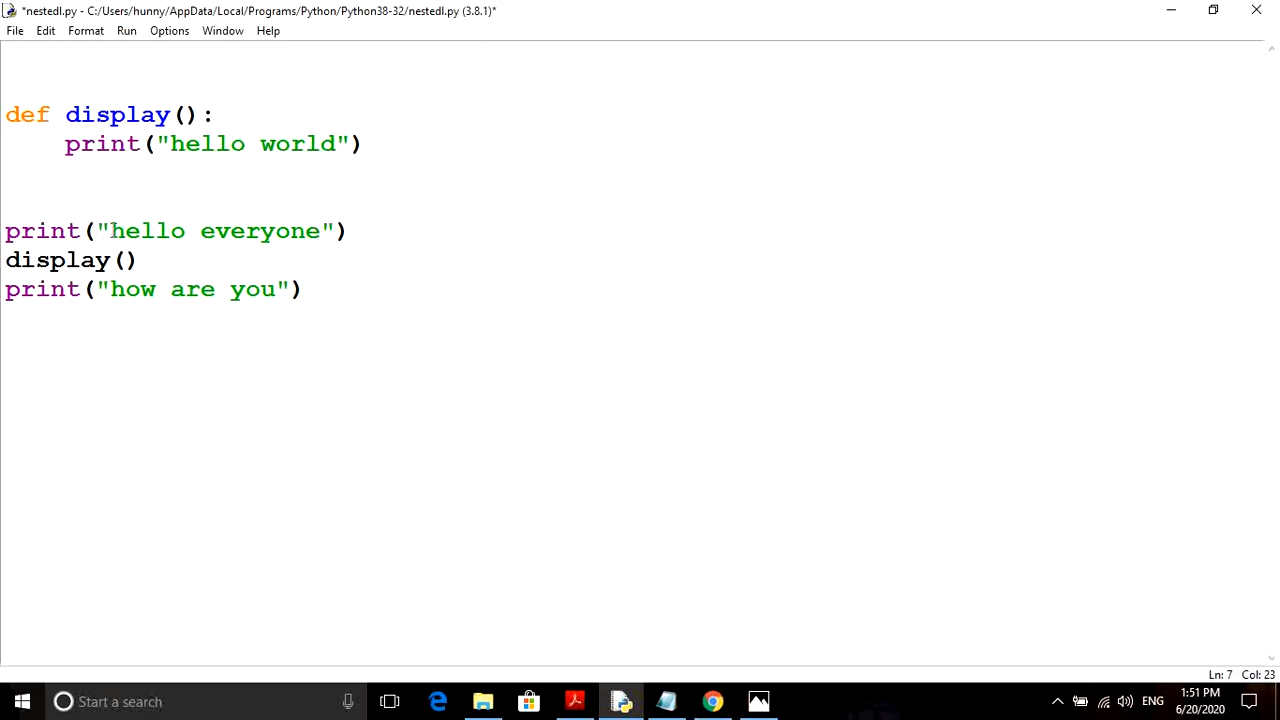 *nestedl.py - C:/Users/hunny/AppData/Local/Programs/Python/Python38-32/nestedl.py (3.8.1)*
File Edit Format Run Options Window Help
def display():
    print("hello world")
print("hello everyone")
display()
print("how are you")
Ln: 7 Col: 23
Start a search
ENG
1:51 PM
6/20/2020